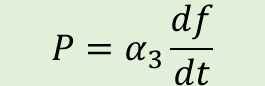 P = α₃ df/dt